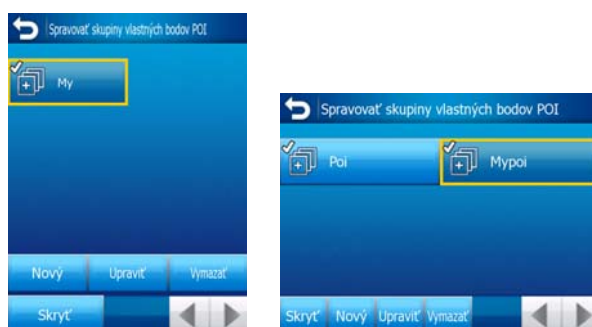 Spravovať skupiny vlastných bodov POI
My
Nový Upraviť Vymazať
Skryť
Spravovať skupiny vlastných bodov POI
Poi Mypoi
Skryť Nový Upraviť Vymazať